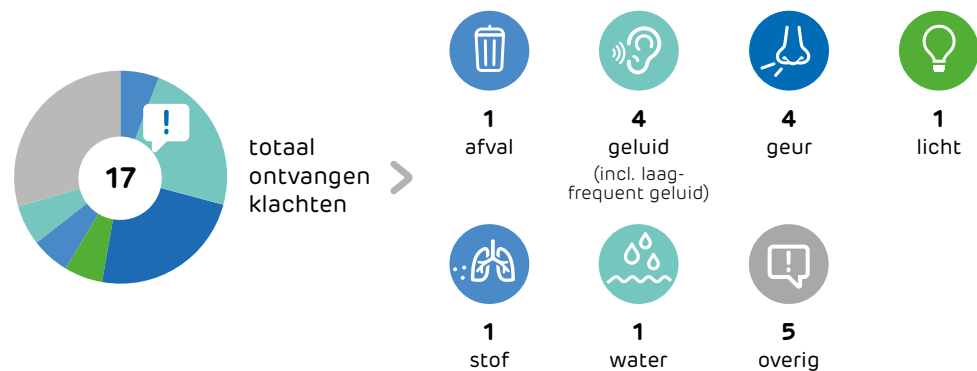 17
totaal
ontvangen
klachten
1
afval
4
geluid
(incl. laag-
frequent geluid)
4
geur
1
licht
1
stof
1
water
5
overig